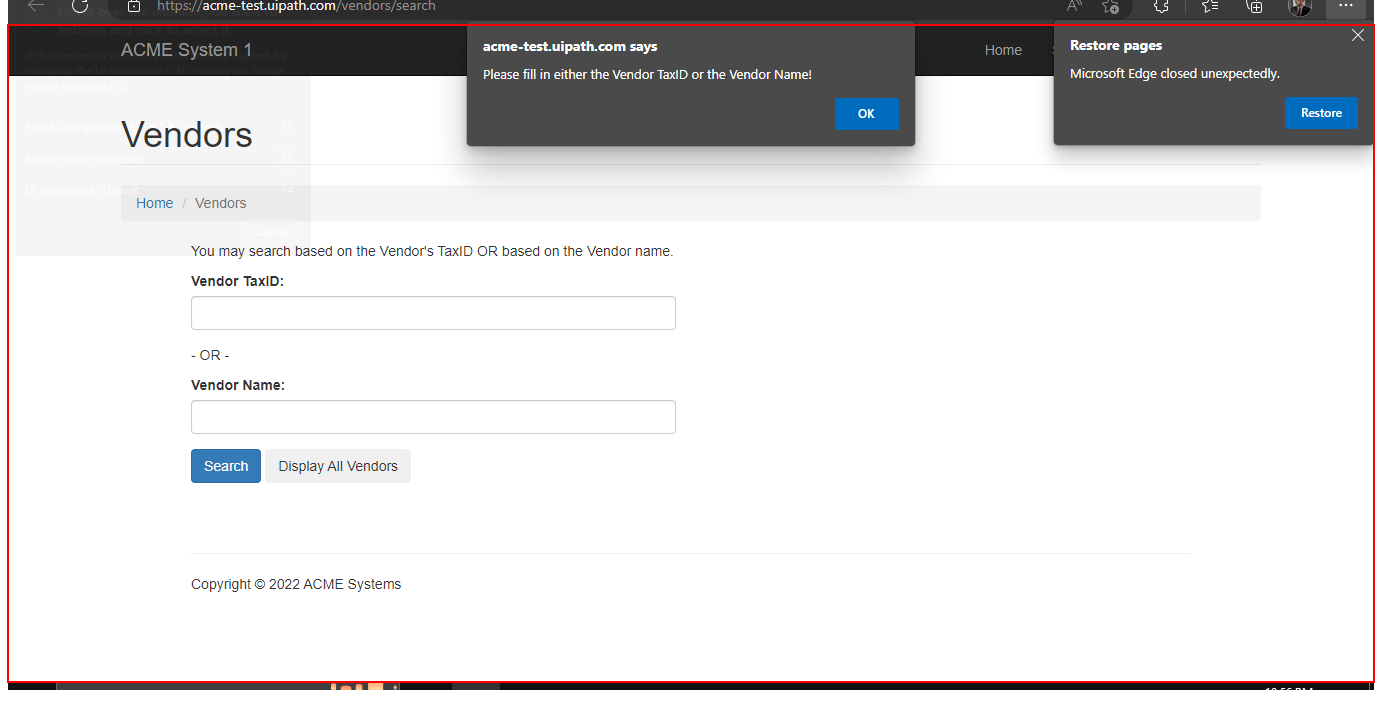 https://acme-test.uipath.com/vendors/search
ACME System 1
Home
acme-test.uipath.com says
Please fill in either the Vendor TaxID or the Vendor Name!
OK
Restore pages
Microsoft Edge closed unexpectedly.
Restore
Vendors
Home / Vendors
Cancel
You may search based on the Vendor's TaxID OR based on the Vendor name.
Vendor TaxID:
- OR -
Vendor Name:
Search
Display All Vendors
Copyright © 2022 ACME Systems